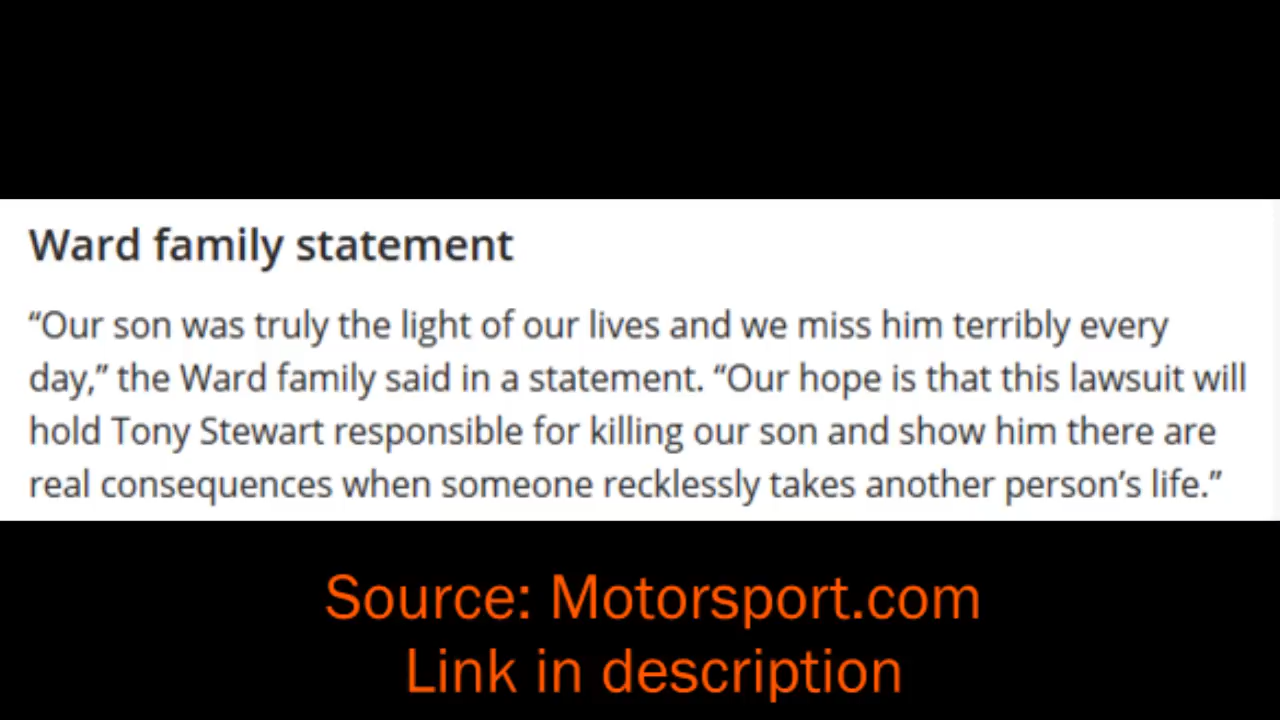 Ward family statement
“Our son was truly the light of our lives and we miss him terribly every
day,” the Ward family said in a statement. “Our hope is that this lawsuit will
hold Tony Stewart responsible for killing our son and show him there are
real consequences when someone recklessly takes another person’s life.”
Source: Motorsport.com
Link in description